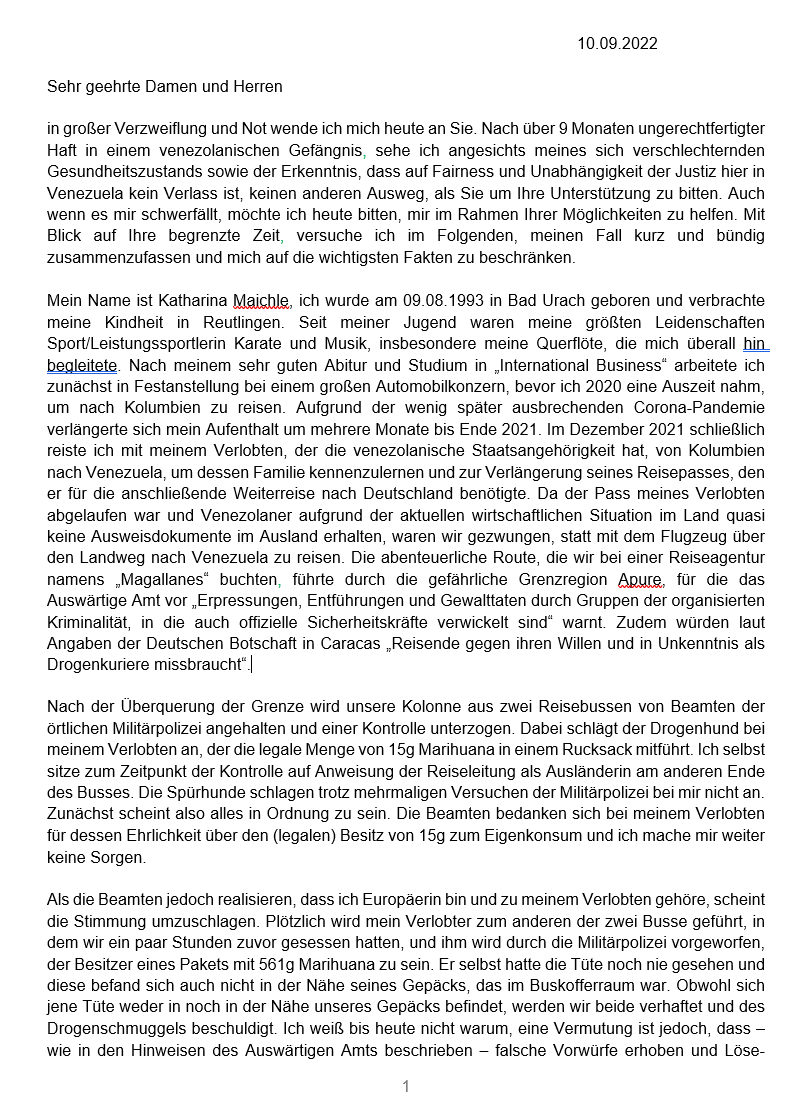 10.09.2022
Sehr geehrte Damen und Herren
in großer Verzweiflung und Not wende ich mich heute an Sie. Nach über 9 Monaten ungerechtfertigter
Haft in einem venezolanischen Gefängnis, sehe ich angesichts meines sich verschlechternden
Gesundheitszustands sowie der Erkenntnis, dass auf Fairness und Unabhängigkeit der Justiz hier in
Venezuela kein Verlass ist, keinen anderen Ausweg, als Sie um Ihre Unterstützung zu bitten. Auch
wenn es mir schwerfällt, möchte ich heute bitten, mir im Rahmen Ihrer Möglichkeiten zu helfen. Mit
Blick auf Ihre begrenzte Zeit, versuche ich im Folgenden, meinen Fall kurz und bündig
zusammenzufassen und mich auf die wichtigsten Fakten zu beschränken.
Mein Name ist Katharina Maichle, ich wurde am 09.08.1993 in Bad Urach geboren und verbrachte
meine Kindheit in Reutlingen. Seit meiner Jugend waren meine größten Leidenschaften
Sport/Leistungssportlerin Karate und Musik, insbesondere meine Querflöte, die mich überall hin
begleitete. Nach meinem sehr guten Abitur und Studium in „International Business“ arbeitete ich
zunächst in Festanstellung bei einem großen Automobilkonzern, bevor ich 2020 eine Auszeit nahm,
um nach Kolumbien zu reisen. Aufgrund der wenig später ausbrechenden Corona-Pandemie
verlängerte sich mein Aufenthalt um mehrere Monate bis Ende 2021. Im Dezember 2021 schließlich
reiste ich mit meinem Verlobten, der die venezolanische Staatsangehörigkeit hat, von Kolumbien
nach Venezuela, um dessen Familie kennenzulernen und zur Verlängerung seines Reisepasses, den
er für die anschließende Weiterreise nach Deutschland benötigte. Da der Pass meines Verlobten
abgelaufen war und Venezolaner aufgrund der aktuellen wirtschaftlichen Situation im Land quasi
keine Ausweisdokumente im Ausland erhalten, waren wir gezwungen, statt mit dem Flugzeug über
den Landweg nach Venezuela zu reisen. Die abenteuerliche Route, die wir bei einer Reiseagentur
namens „Magallanes“ buchten, führte durch die gefährliche Grenzregion Apure, für die das
Auswärtige Amt vor „Erpressungen, Entführungen und Gewalttaten durch Gruppen der organisierten
Kriminalität, in die auch offizielle Sicherheitskräfte verwickelt sind“ warnt. Zudem würden laut
Angaben der Deutschen Botschaft in Caracas „Reisende gegen ihren Willen und in Unkenntnis als
Drogenkuriere missbraucht“.
Nach der Überquerung der Grenze wird unsere Kolonne aus zwei Reisebussen von Beamten der
örtlichen Militärpolizei angehalten und einer Kontrolle unterzogen. Dabei schlägt der Drogenhund bei
meinem Verlobten an, der die legale Menge von 15g Marihuana in einem Rucksack mitführt. Ich selbst
sitze zum Zeitpunkt der Kontrolle auf Anweisung der Reiseleitung als Ausländerin am anderen Ende
des Busses. Die Spürhunde schlagen trotz mehrmaligen Versuchen der Militärpolizei bei mir nicht an.
Zunächst scheint also alles in Ordnung zu sein. Die Beamten bedanken sich bei meinem Verlobten
für dessen Ehrlichkeit über den (legalen) Besitz von 15g zum Eigenkonsum und ich mache mir weiter
keine Sorgen.
Als die Beamten jedoch realisieren, dass ich Europäerin bin und zu meinem Verlobten gehöre, scheint
die Stimmung umzuschlagen. Plötzlich wird mein Verlobter zum anderen der zwei Busse geführt, in
dem wir ein paar Stunden zuvor gesessen hatten, und ihm wird durch die Militärpolizei vorgeworfen,
der Besitzer eines Pakets mit 561g Marihuana zu sein. Er selbst hatte die Tüte noch nie gesehen und
diese befand sich auch nicht in der Nähe seines Gepäcks, das im Buskofferraum war. Obwohl sich
jene Tüte weder in noch in der Nähe unseres Gepäcks befindet, werden wir beide verhaftet und des
Drogenschmuggels beschuldigt. Ich weiß bis heute nicht warum, eine Vermutung ist jedoch, dass –
wie in den Hinweisen des Auswärtigen Amts beschrieben – falsche Vorwürfe erhoben und Löse-
1